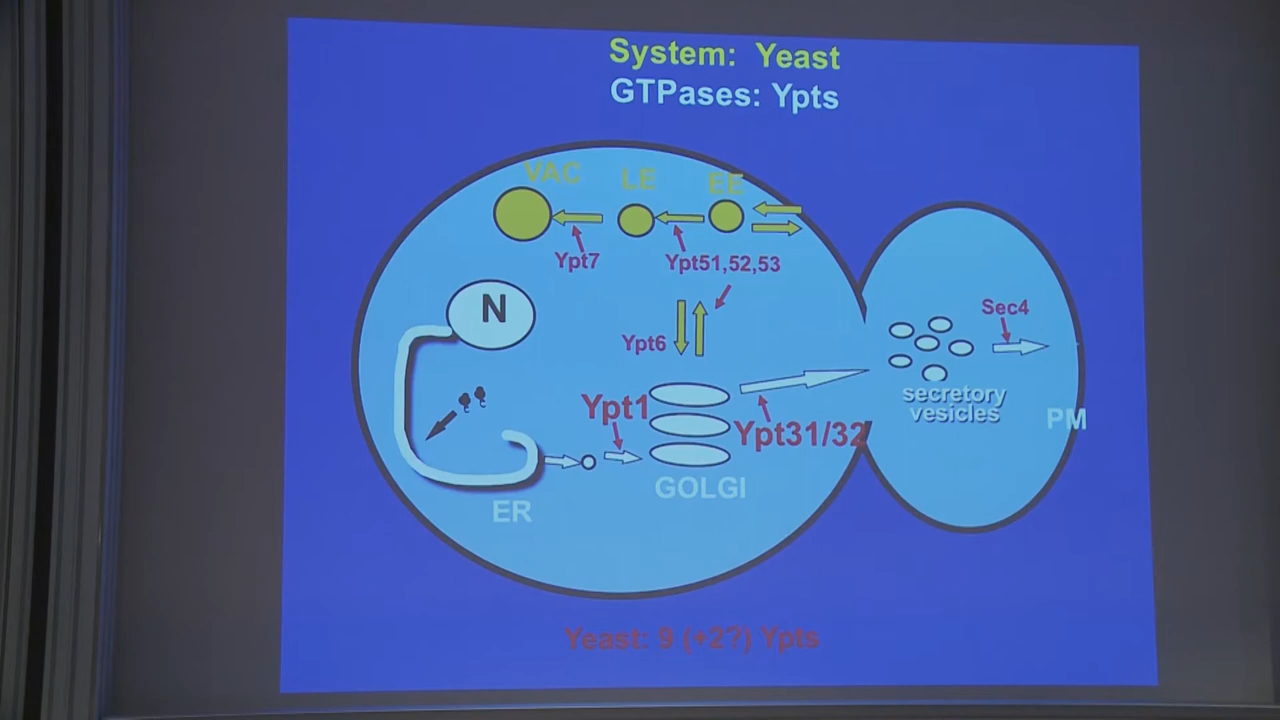 System: Yeast
GTPases: Ypts
VAC
LE
EE
Ypt7
Ypt51,52,53
N
Ypt6
Sec4
Ypt1
Ypt31/32
secretory
vesicles
PM
GOLGI
ER
Yeast: 9 (+2?) Ypts